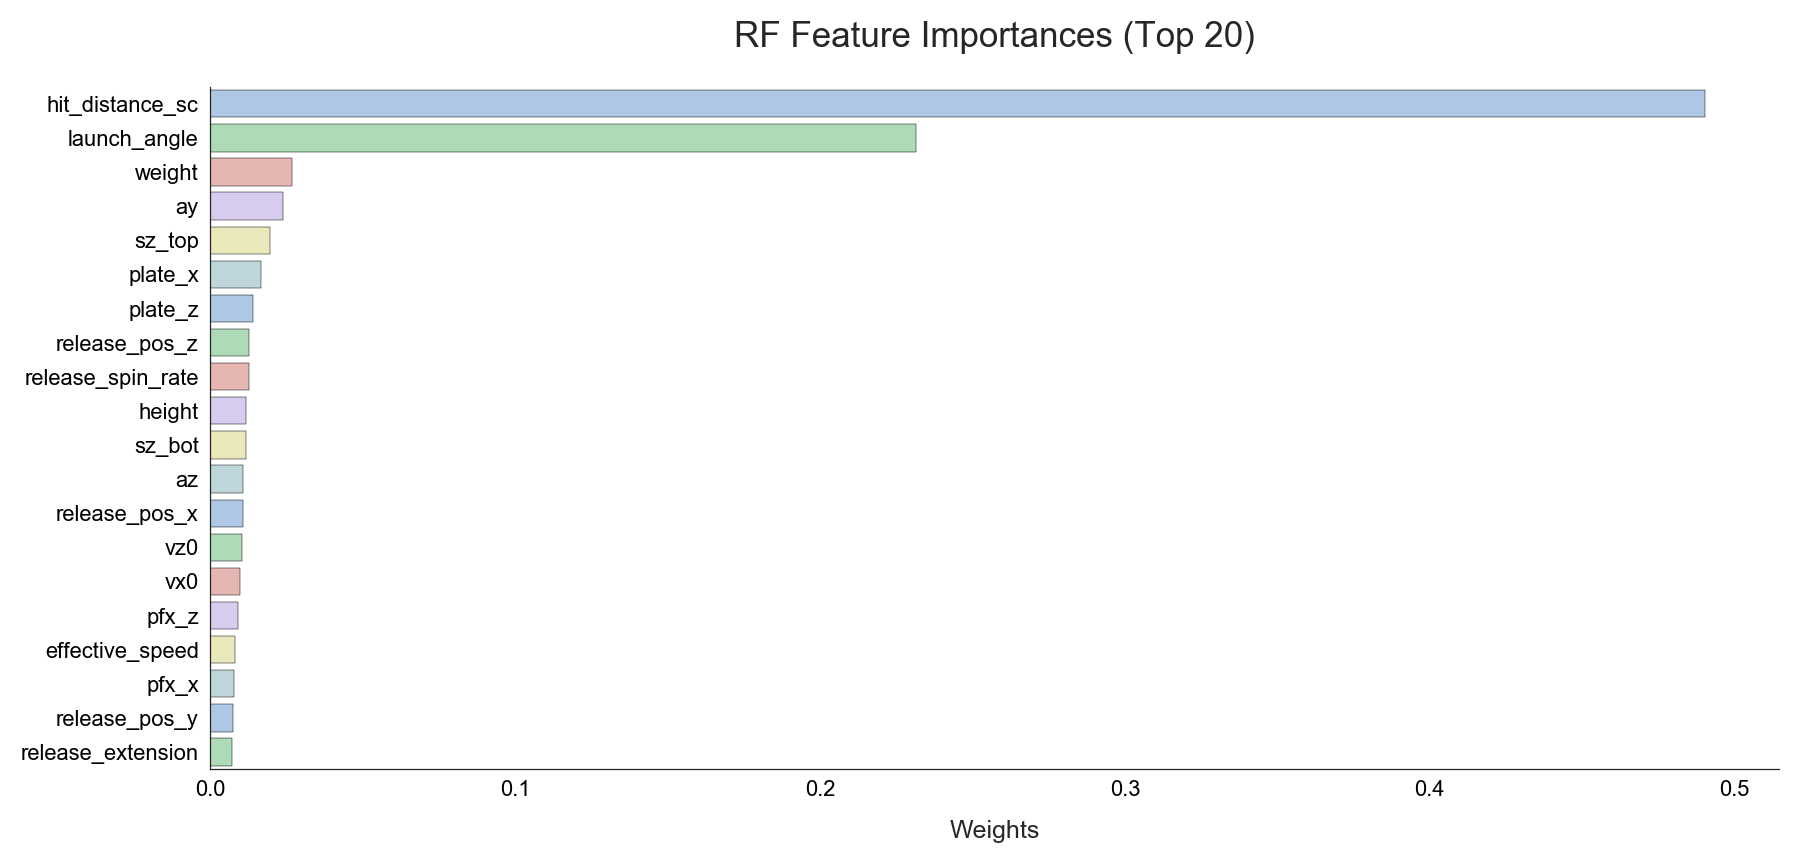 RF Feature Importances (Top 20)
hit_distance_sc
launch_angle
weight
ay
sz_top
plate_x
plate_z
release_pos_z
release_spin_rate
height
sz_bot
az
release_pos_x
vz0
vx0
pfx_z
effective_speed
pfx_x
release_pos_y
release_extension
0.0 0.1 0.2 0.3 0.4 0.5
Weights